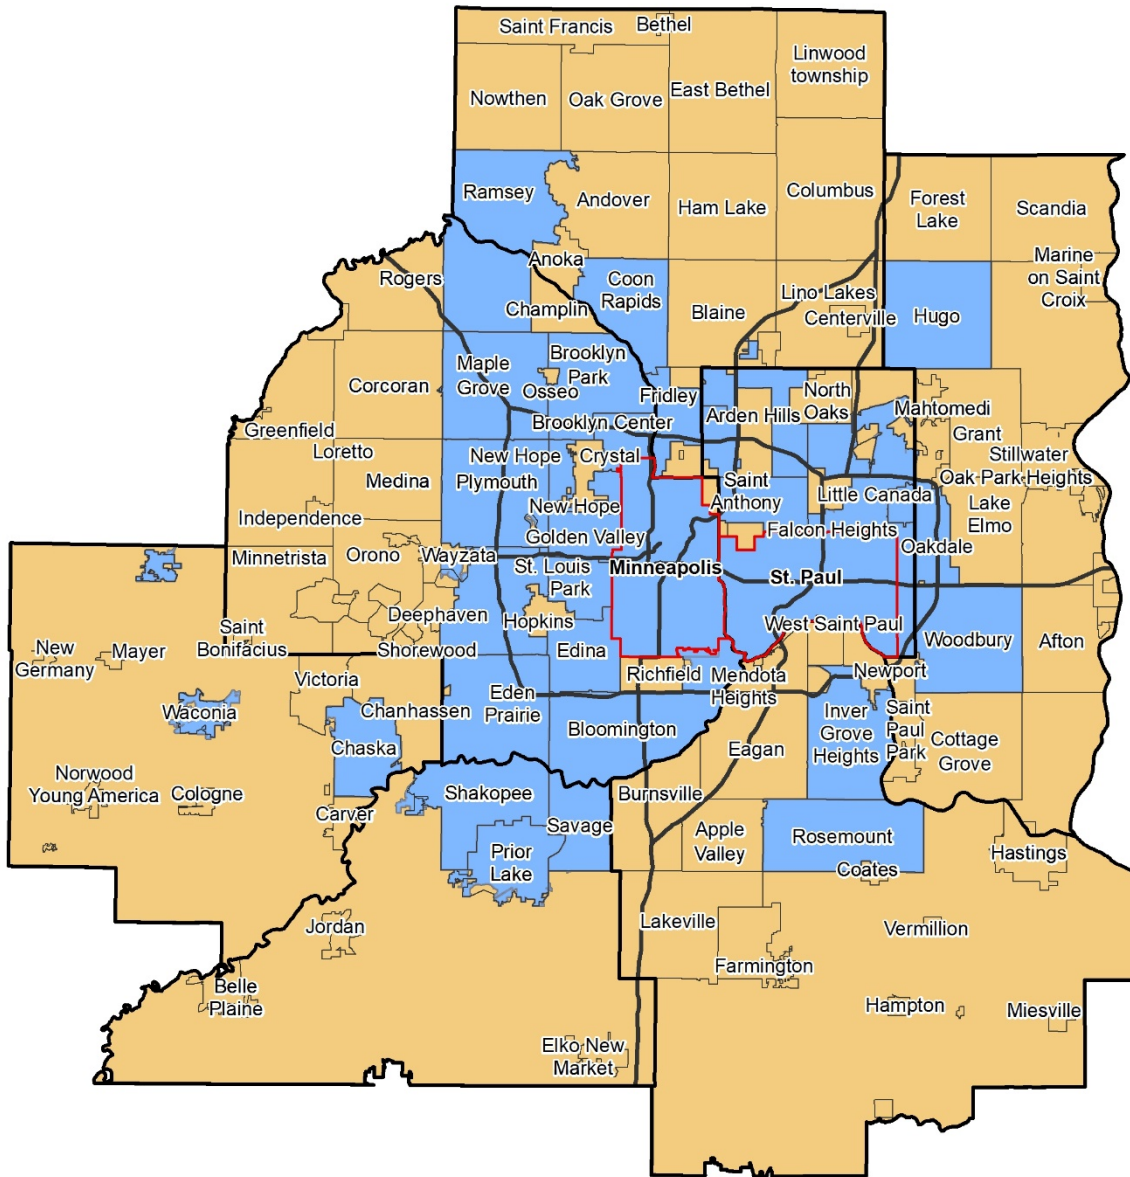 Saint Francis
Bethel
Linwood
township
Nowthen
Oak Grove
East Bethel
Ramsey
Andover
Ham Lake
Columbus
Forest
Lake
Scandia
Anoka
Rogers
Champlin
Coon
Rapids
Blaine
Lino Lakes
Centerville
Hugo
Marine
on Saint
Croix
Corcoran
Maple
Grove
Brooklyn
Park
Osseo
Fridley
Arden Hills
North
Oaks
Mahtomedi
Greenfield
Loretto
Brooklyn Center
Grant
Stillwater
Medina
New Hope
Crystal
Plymouth
Saint
Anthony
Little Canada
Oak Park Heights
Lake
Elmo
Independence
New Hope
Golden Valley
Falcon Heights
Oakdale
Minnetrista
Orono
Wayzata
St. Louis
Park
Minneapolis
St. Paul
Deephaven
Hopkins
West Saint Paul
Woodbury
Afton
New
Germany
Mayer
Saint
Bonifacius
Shorewood
Edina
Victoria
Richfield
Mendota
Heights
Newport
Waconia
Chanhassen
Eden
Prairie
Bloomington
Inver
Grove
Heights
Saint
Paul
Park
Chaska
Eagan
Cottage
Grove
Norwood
Young America
Cologne
Carver
Shakopee
Savage
Burnsville
Apple
Valley
Rosemount
Prior
Lake
Coates
Hastings
Jordan
Lakeville
Vermillion
Farmington
Belle
Plaine
Hampton
Miesville
Elko New
Market